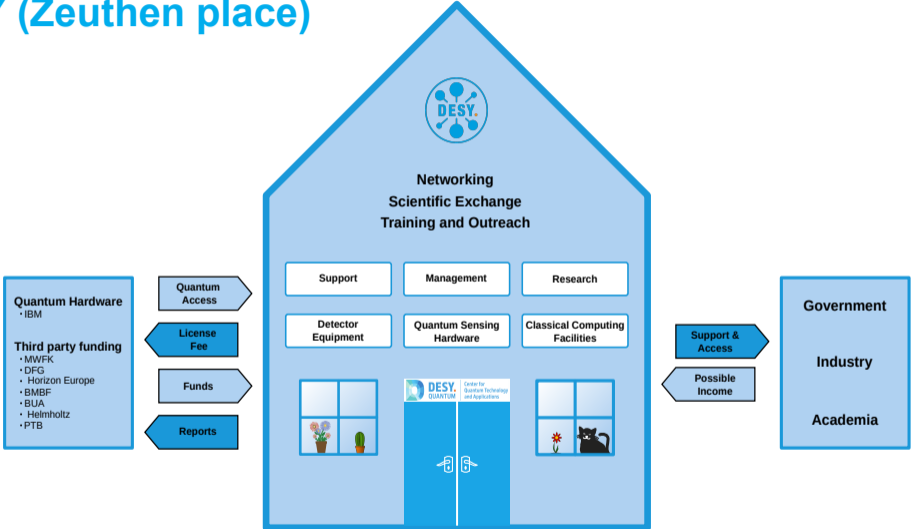 (Zeuthen place)
DESY.
Networking
Scientific Exchange
Training and Outreach
Support
Management
Research
Detector
Equipment
Quantum Sensing
Hardware
Classical Computing
Facilities
DESY.
QUANTUM
Center for
Quantum Technology
and Applications
Quantum Hardware
· IBM
Third party funding
· MWFK
· DFG
· Horizon Europe
· BMBF
· BUA
· Helmholtz
· PTB
Quantum
Access
License
Fee
Funds
Reports
Support &
Access
Possible
Income
Government
Industry
Academia